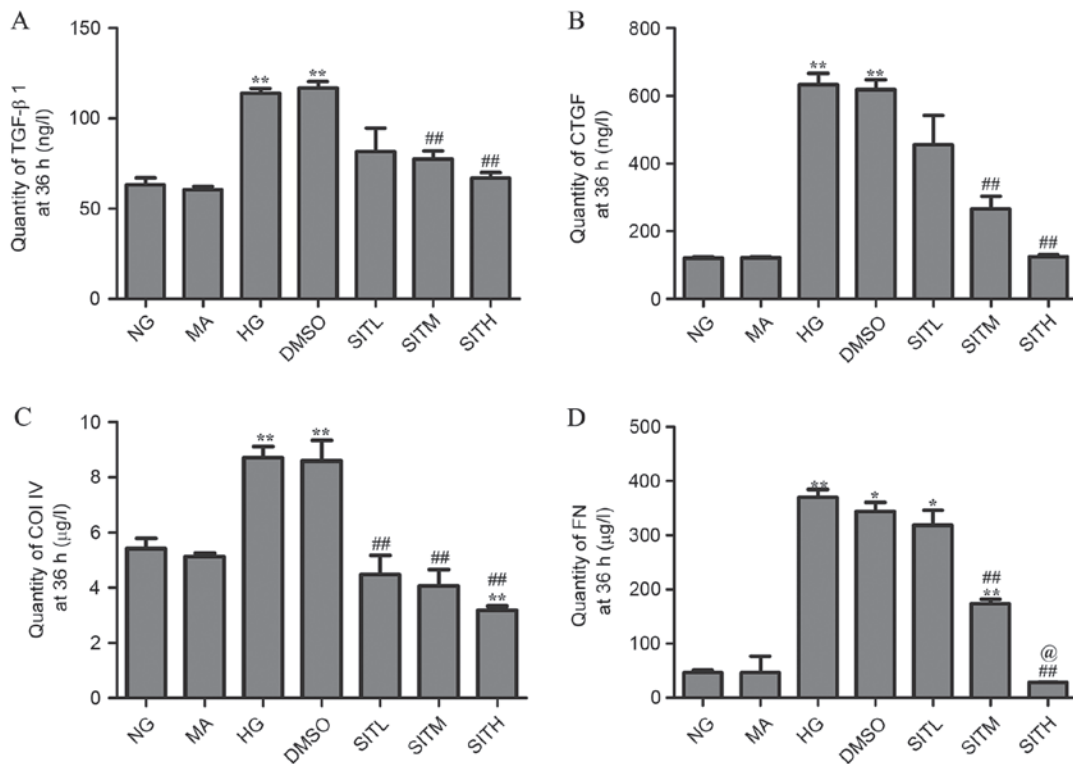 A
Quantity of TGF-β 1
at 36 h (ng/l)
150
100
50
0
** ** ## ##
NG MA HG DMSO SITL SITM SITH
B
Quantity of CTGF
at 36 h (ng/l)
800
600
400
200
0
** ** ## ##
NG MA HG DMSO SITL SITM SITH
C
Quantity of COI IV
at 36 h (µg/l)
10
8
6
4
2
0
** ** ## ## ##
**
NG MA HG DMSO SITL SITM SITH
D
Quantity of FN
at 36 h (µg/l)
500
400
300
200
100
0
** * * ## @
** ##
NG MA HG DMSO SITL SITM SITH